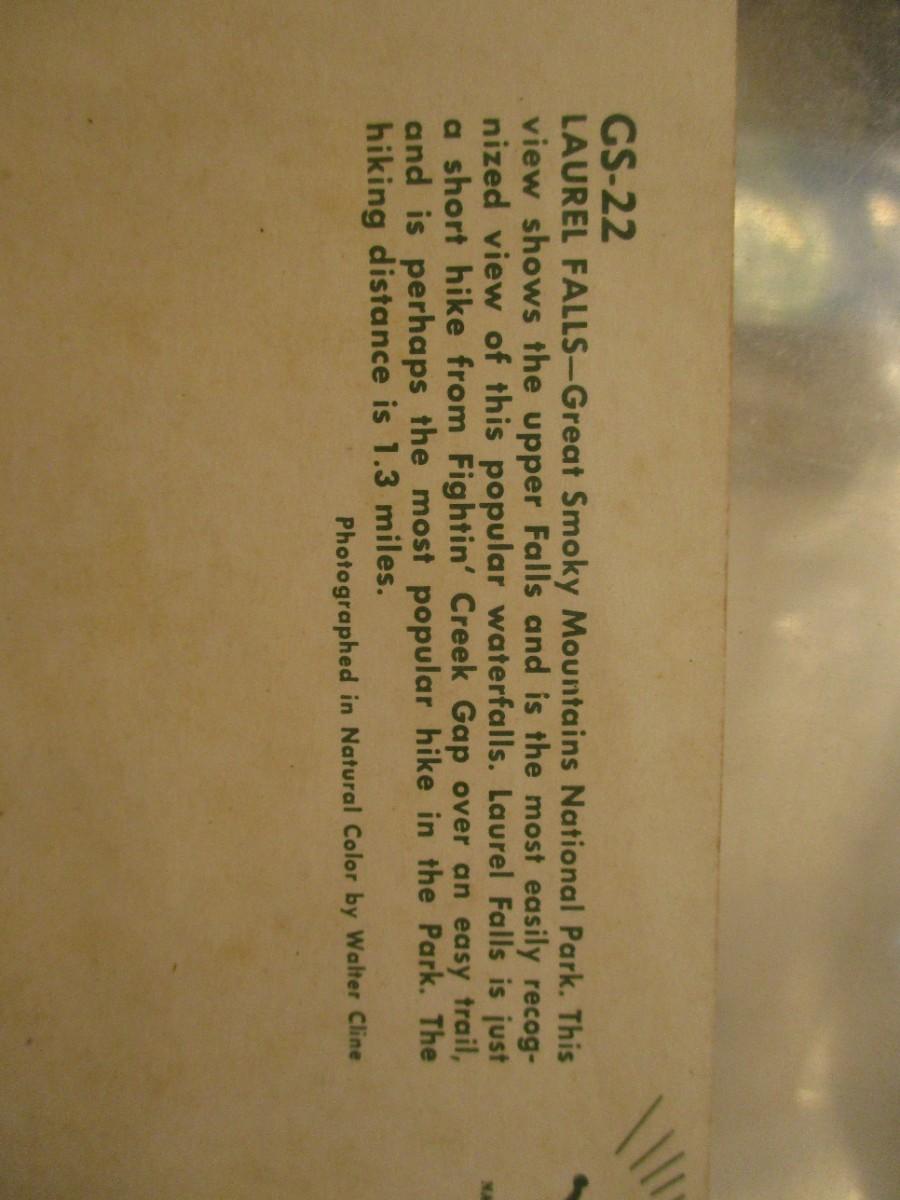 GS-22
LAUREL FALLS—Great Smoky Mountains National Park. This
view shows the upper Falls and is the most easily recog-
nized view of this popular waterfalls. Laurel Falls is just
a short hike from Fightin' Creek Gap over an easy trail,
and is perhaps the most popular hike in the Park. The
hiking distance is 1.3 miles.
Photographed in Natural Color by Walter Cline